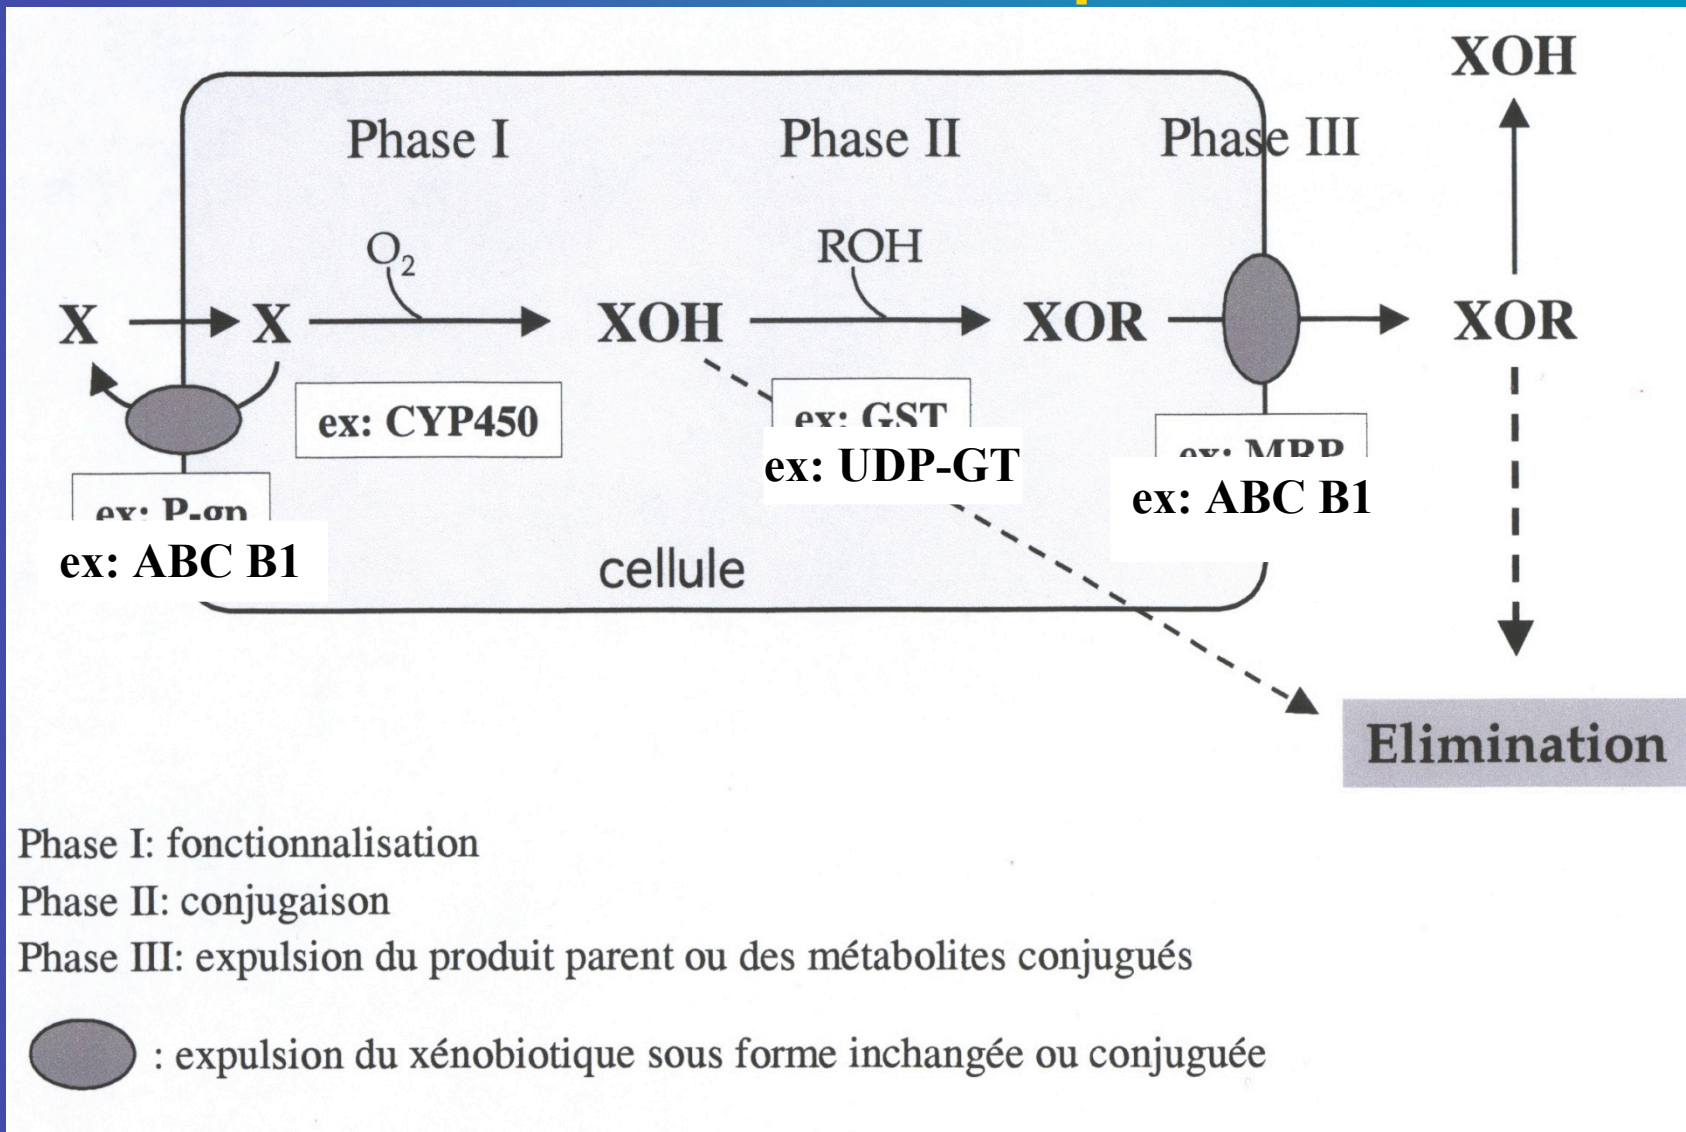 XOH
Phase I
Phase II
Phase III
O2
ROH
X
X
XOH
XOR
XOR
ex: CYP450
ex: GST
ex: UDP-GT
ex: MRP
ex: ABC B1
ex: P-gp
ex: ABC B1
cellule
Elimination
Phase I: fonctionnalisation
Phase II: conjugaison
Phase III: expulsion du produit parent ou des métabolites conjugués
: expulsion du xénobiotique sous forme inchangée ou conjuguée